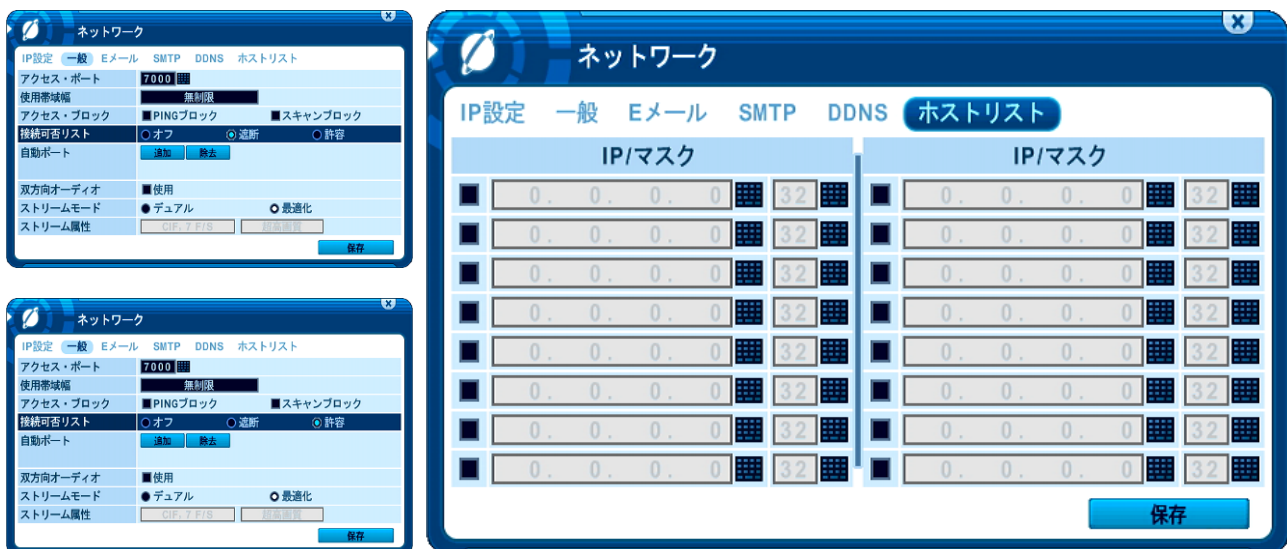 ネットワーク
IP設定 一般 Eメール SMTP DDNS ホストリスト
アクセス・ポート 7000
使用帯域幅 無制限
アクセス・ブロック PINGブロック スキャンブロック
接続可否リスト オフ 遮断 許容
自動ポート 追加 除去
双方向オーディオ 使用
ストリームモード デュアル 最適化
ストリーム属性 CIF, 7 F/S 超高画質
保存
ネットワーク
IP設定 一般 Eメール SMTP DDNS ホストリスト
アクセス・ポート 7000
使用帯域幅 無制限
アクセス・ブロック PINGブロック スキャンブロック
接続可否リスト オフ 遮断 許容
自動ポート 追加 除去
双方向オーディオ 使用
ストリームモード デュアル 最適化
ストリーム属性 CIF, 7 F/S 超高画質
保存
ネットワーク
IP設定 一般 Eメール SMTP DDNS ホストリスト
IP/マスク IP/マスク
0. 0. 0. 0 32 0. 0. 0. 0 32
0. 0. 0. 0 32 0. 0. 0. 0 32
0. 0. 0. 0 32 0. 0. 0. 0 32
0. 0. 0. 0 32 0. 0. 0. 0 32
0. 0. 0. 0 32 0. 0. 0. 0 32
0. 0. 0. 0 32 0. 0. 0. 0 32
0. 0. 0. 0 32 0. 0. 0. 0 32
0. 0. 0. 0 32 0. 0. 0. 0 32
保存